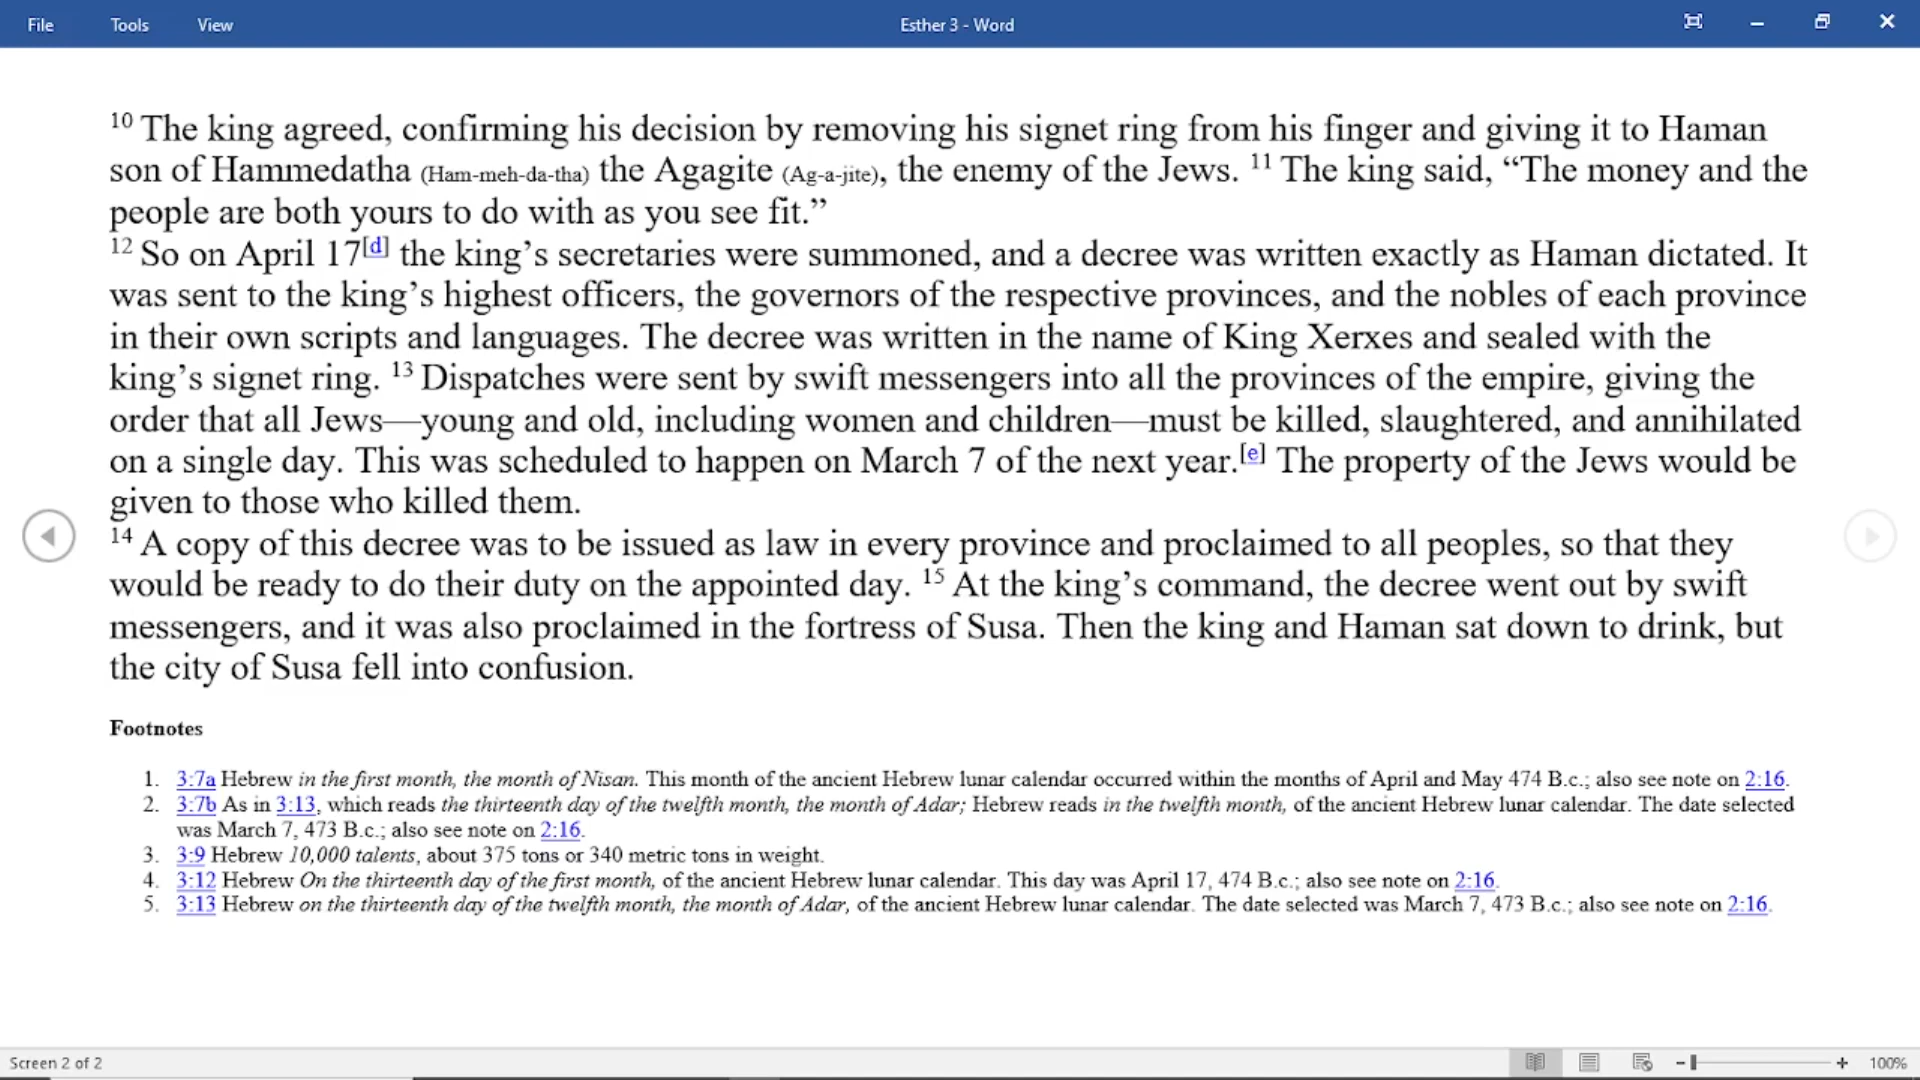 File Tools View Esther 3 - Word
10 The king agreed, confirming his decision by removing his signet ring from his finger and giving it to Haman
son of Hammedatha (Ham-meh-da-tha) the Agagite (Ag-a-jite), the enemy of the Jews. 11 The king said, “The money and the
people are both yours to do with as you see fit.”
12 So on April 17[d] the king’s secretaries were summoned, and a decree was written exactly as Haman dictated. It
was sent to the king’s highest officers, the governors of the respective provinces, and the nobles of each province
in their own scripts and languages. The decree was written in the name of King Xerxes and sealed with the
king’s signet ring. 13 Dispatches were sent by swift messengers into all the provinces of the empire, giving the
order that all Jews—young and old, including women and children—must be killed, slaughtered, and annihilated
on a single day. This was scheduled to happen on March 7 of the next year.[e] The property of the Jews would be
given to those who killed them.
14 A copy of this decree was to be issued as law in every province and proclaimed to all peoples, so that they
would be ready to do their duty on the appointed day. 15 At the king’s command, the decree went out by swift
messengers, and it was also proclaimed in the fortress of Susa. Then the king and Haman sat down to drink, but
the city of Susa fell into confusion.
Footnotes
1. 3:7a Hebrew in the first month, the month of Nisan. This month of the ancient Hebrew lunar calendar occurred within the months of April and May 474 B.c.; also see note on 2:16.
2. 3:7b As in 3:13, which reads the thirteenth day of the twelfth month, the month of Adar; Hebrew reads in the twelfth month, of the ancient Hebrew lunar calendar. The date selected
was March 7, 473 B.c.; also see note on 2:16.
3. 3:9 Hebrew 10,000 talents, about 375 tons or 340 metric tons in weight.
4. 3:12 Hebrew On the thirteenth day of the first month, of the ancient Hebrew lunar calendar. This day was April 17, 474 B.c.; also see note on 2:16.
5. 3:13 Hebrew on the thirteenth day of the twelfth month, the month of Adar, of the ancient Hebrew lunar calendar. The date selected was March 7, 473 B.c.; also see note on 2:16.
Screen 2 of 2 100%